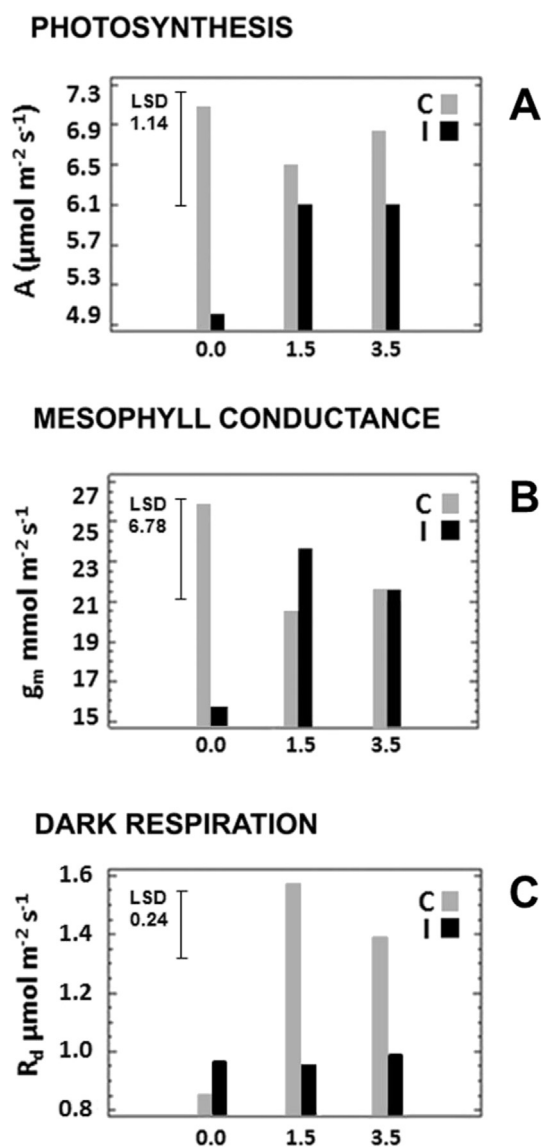 PHOTOSYNTHESIS
A
A (µmol m⁻² s⁻¹)
7.3
6.9
6.5
6.1
5.7
5.3
4.9
LSD
1.14
C
I
0.0 1.5 3.5
MESOPHYLL CONDUCTANCE
B
gₘ mmol m⁻² s⁻¹
27
25
23
21
19
17
15
LSD
6.78
C
I
0.0 1.5 3.5
DARK RESPIRATION
C
R_d µmol m⁻² s⁻¹
1.6
1.4
1.2
1.0
0.8
LSD
0.24
C
I
0.0 1.5 3.5